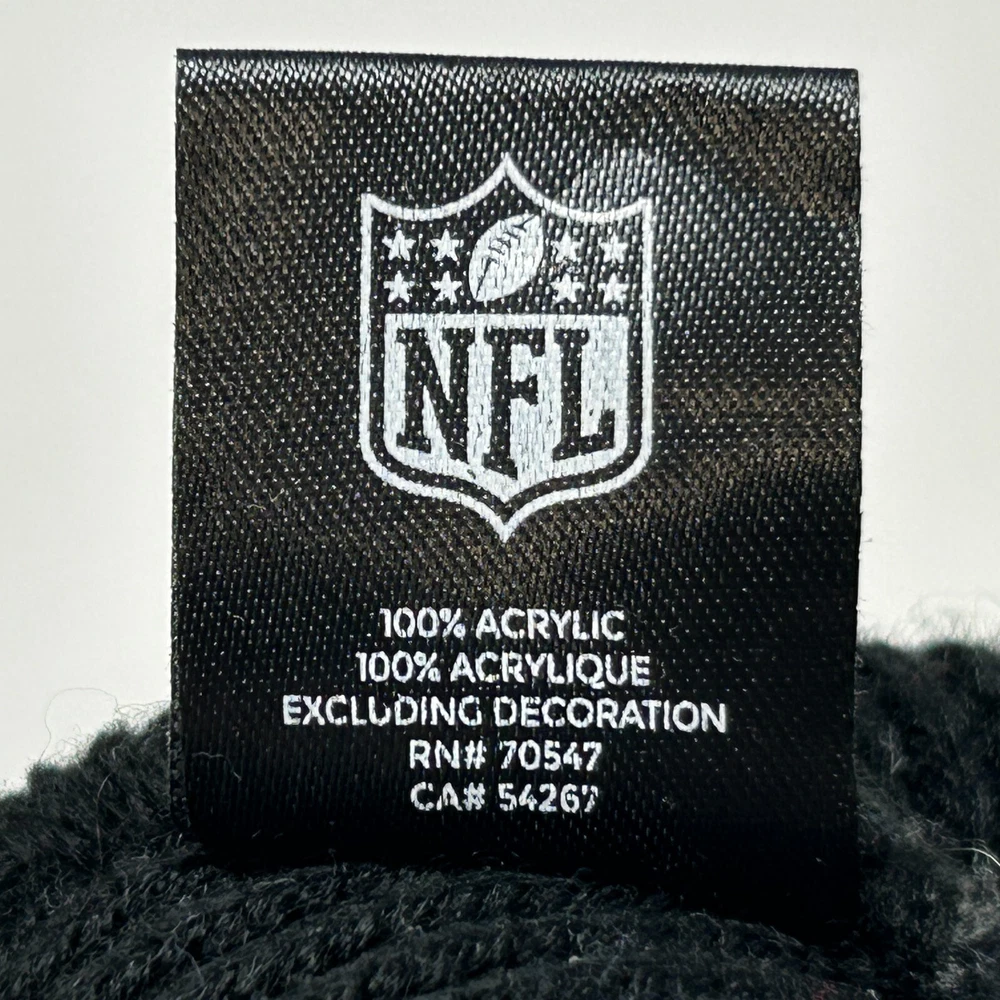 NFL
100% ACRYLIC
100% ACRYLIQUE
EXCLUDING DECORATION
RN# 70547
CA# 54267